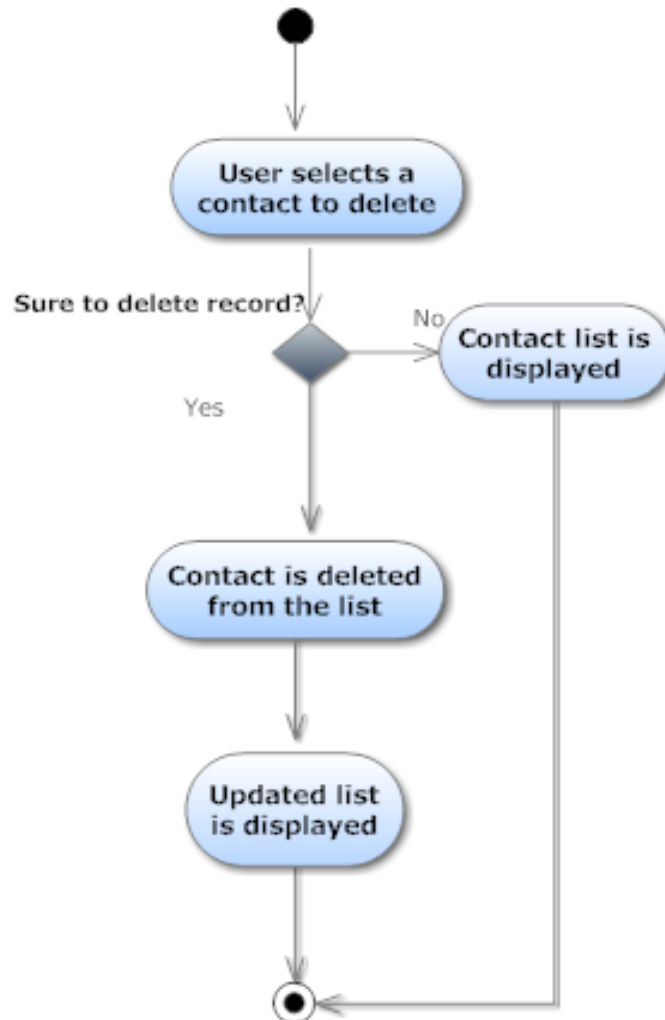 User selects a
contact to delete
Sure to delete record?
No
Contact list is
displayed
Yes
Contact is deleted
from the list
Updated list
is displayed